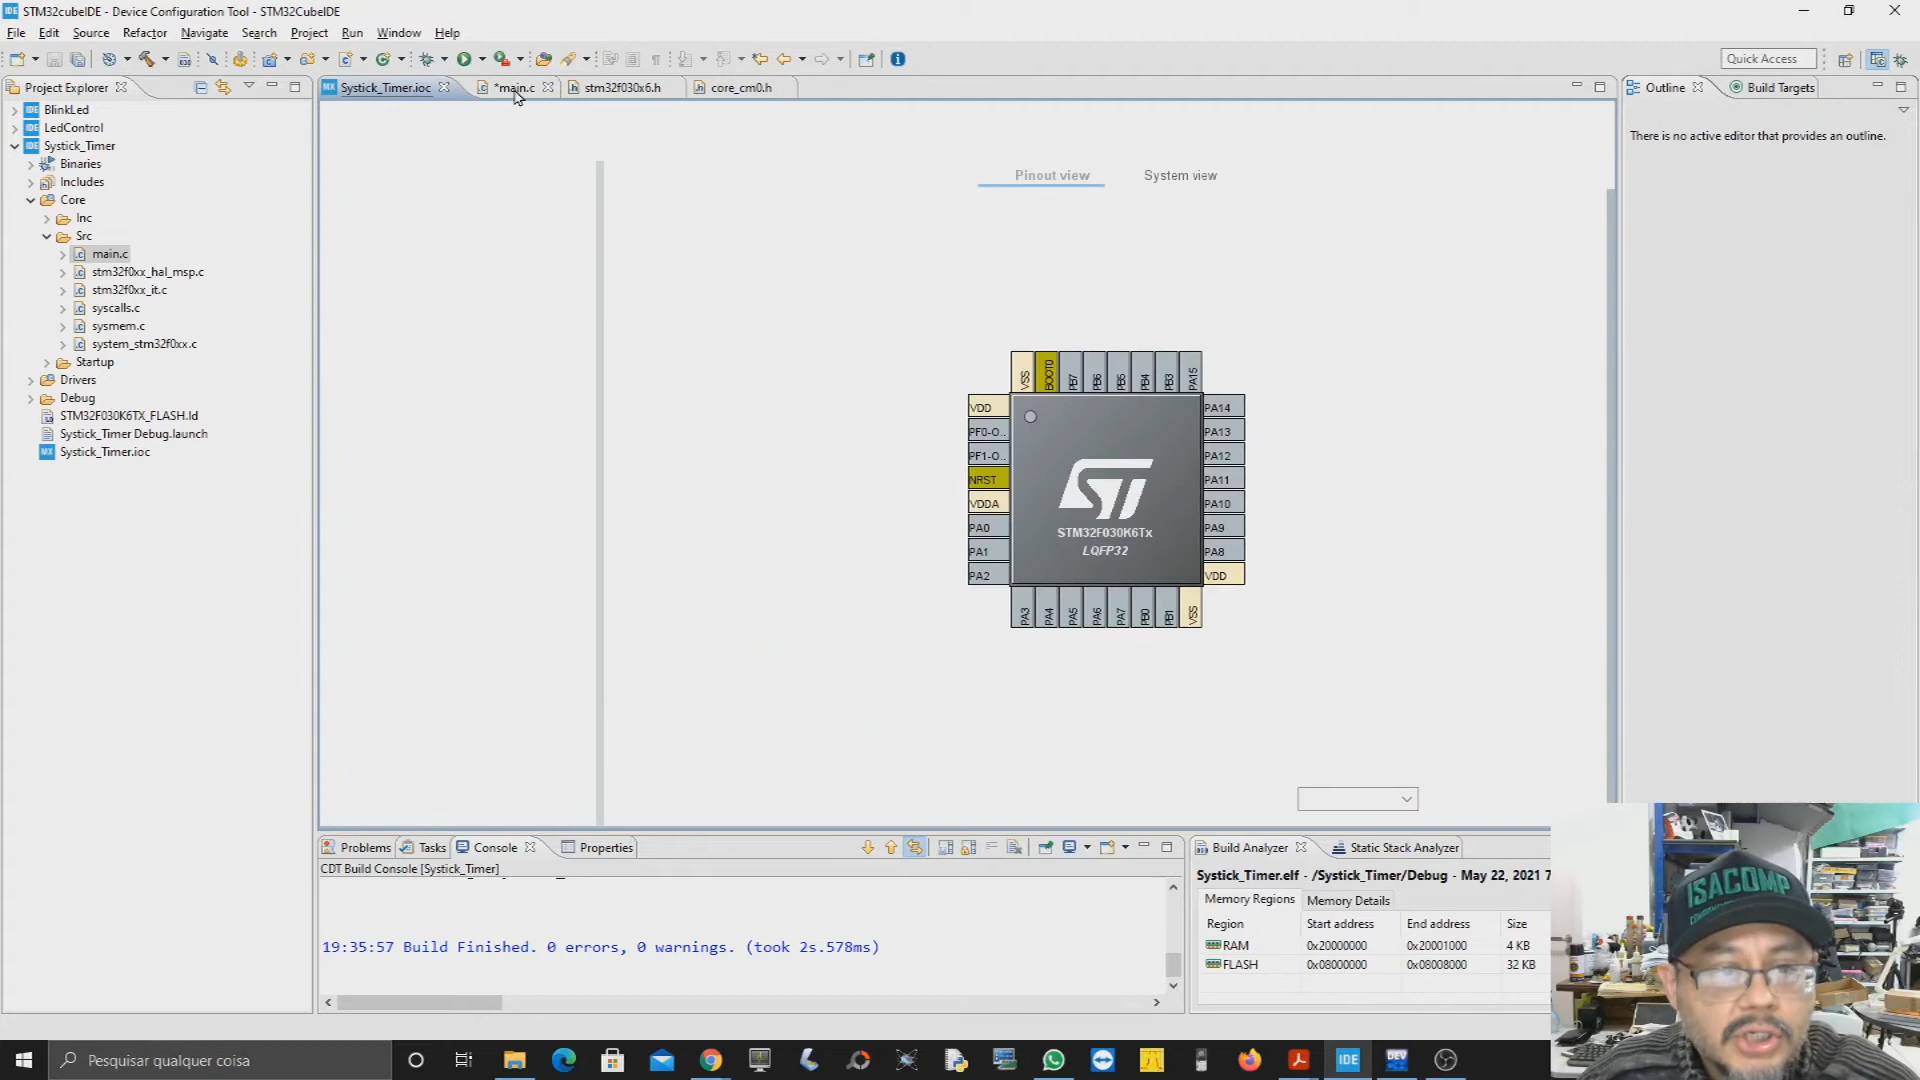 STM32cubeIDE - Device Configuration Tool - STM32CubeIDE
File Edit Source Refactor Navigate Search Project Run Window Help
Quick Access
Project Explorer
BlinkLed
LedControl
Systick_Timer
Binaries
Includes
Core
Inc
Src
main.c
stm32f0xx_hal_msp.c
stm32f0xx_it.c
syscalls.c
sysmem.c
system_stm32f0xx.c
Startup
Drivers
Debug
STM32F030K6TX_FLASH.ld
Systick_Timer Debug.launch
Systick_Timer.ioc
Systick_Timer.ioc *main.c stm32f030x6.h core_cm0.h
Pinout view System view
VSS BOOT0 PB7 PB6 PB5 PB4 PB3 PA15
VDD
PF0-O..
PF1-O..
NRST
VDDA
PA0
PA1
PA2
STM32F030K6Tx
LQFP32
PA14
PA13
PA12
PA11
PA10
PA9
PA8
VDD
PA3 PA4 PA5 PA6 PA7 PB0 PB1 VSS
Outline Build Targets
There is no active editor that provides an outline.
Problems Tasks Console Properties
CDT Build Console [Systick_Timer]
19:35:57 Build Finished. 0 errors, 0 warnings. (took 2s.578ms)
Build Analyzer Static Stack Analyzer
Systick_Timer.elf - /Systick_Timer/Debug - May 22, 2021 7
Memory Regions Memory Details
Region Start address End address Size
RAM 0x20000000 0x20001000 4 KB
FLASH 0x08000000 0x08008000 32 KB
ISACOMP
Pesquisar qualquer coisa
IDE
DEV